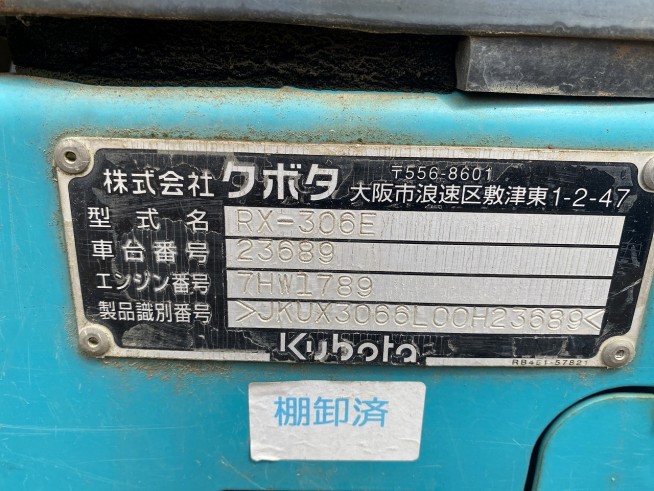 株式会社 クボタ 〒556-8601
大阪市浪速区敷津東1-2-47
型式名 RX-306E
車台番号 23689
エンジン番号 7HW1789
製品識別番号 >JKUX3066L00H23689<
Kubota
RB461-57821
棚卸済